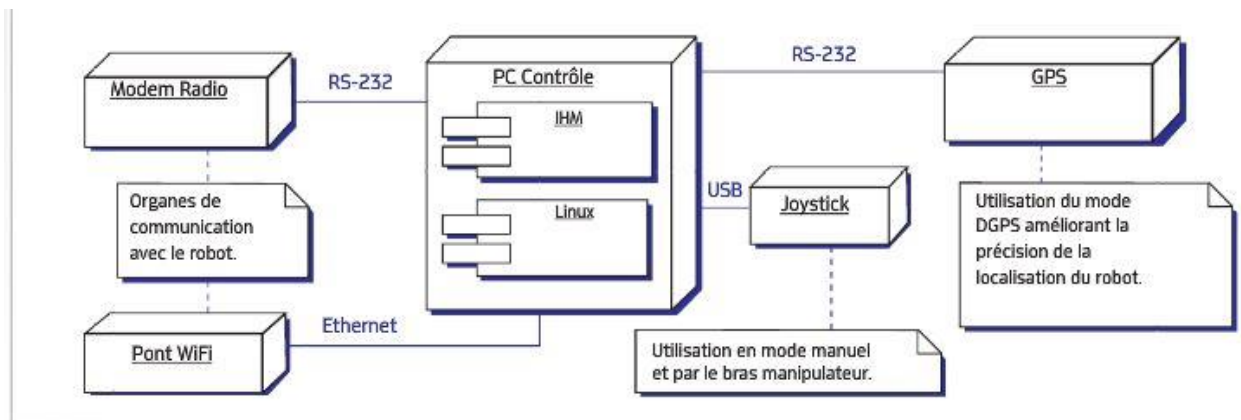 Modem Radio
RS-232
PC Contrôle
IHM
Linux
RS-232
GPS
USB
Joystick
Organes de
communication
avec le robot.
Utilisation du mode
DGPS améliorant la
précision de la
localisation du robot.
Pont WiFi
Ethernet
Utilisation en mode manuel
et par le bras manipulateur.